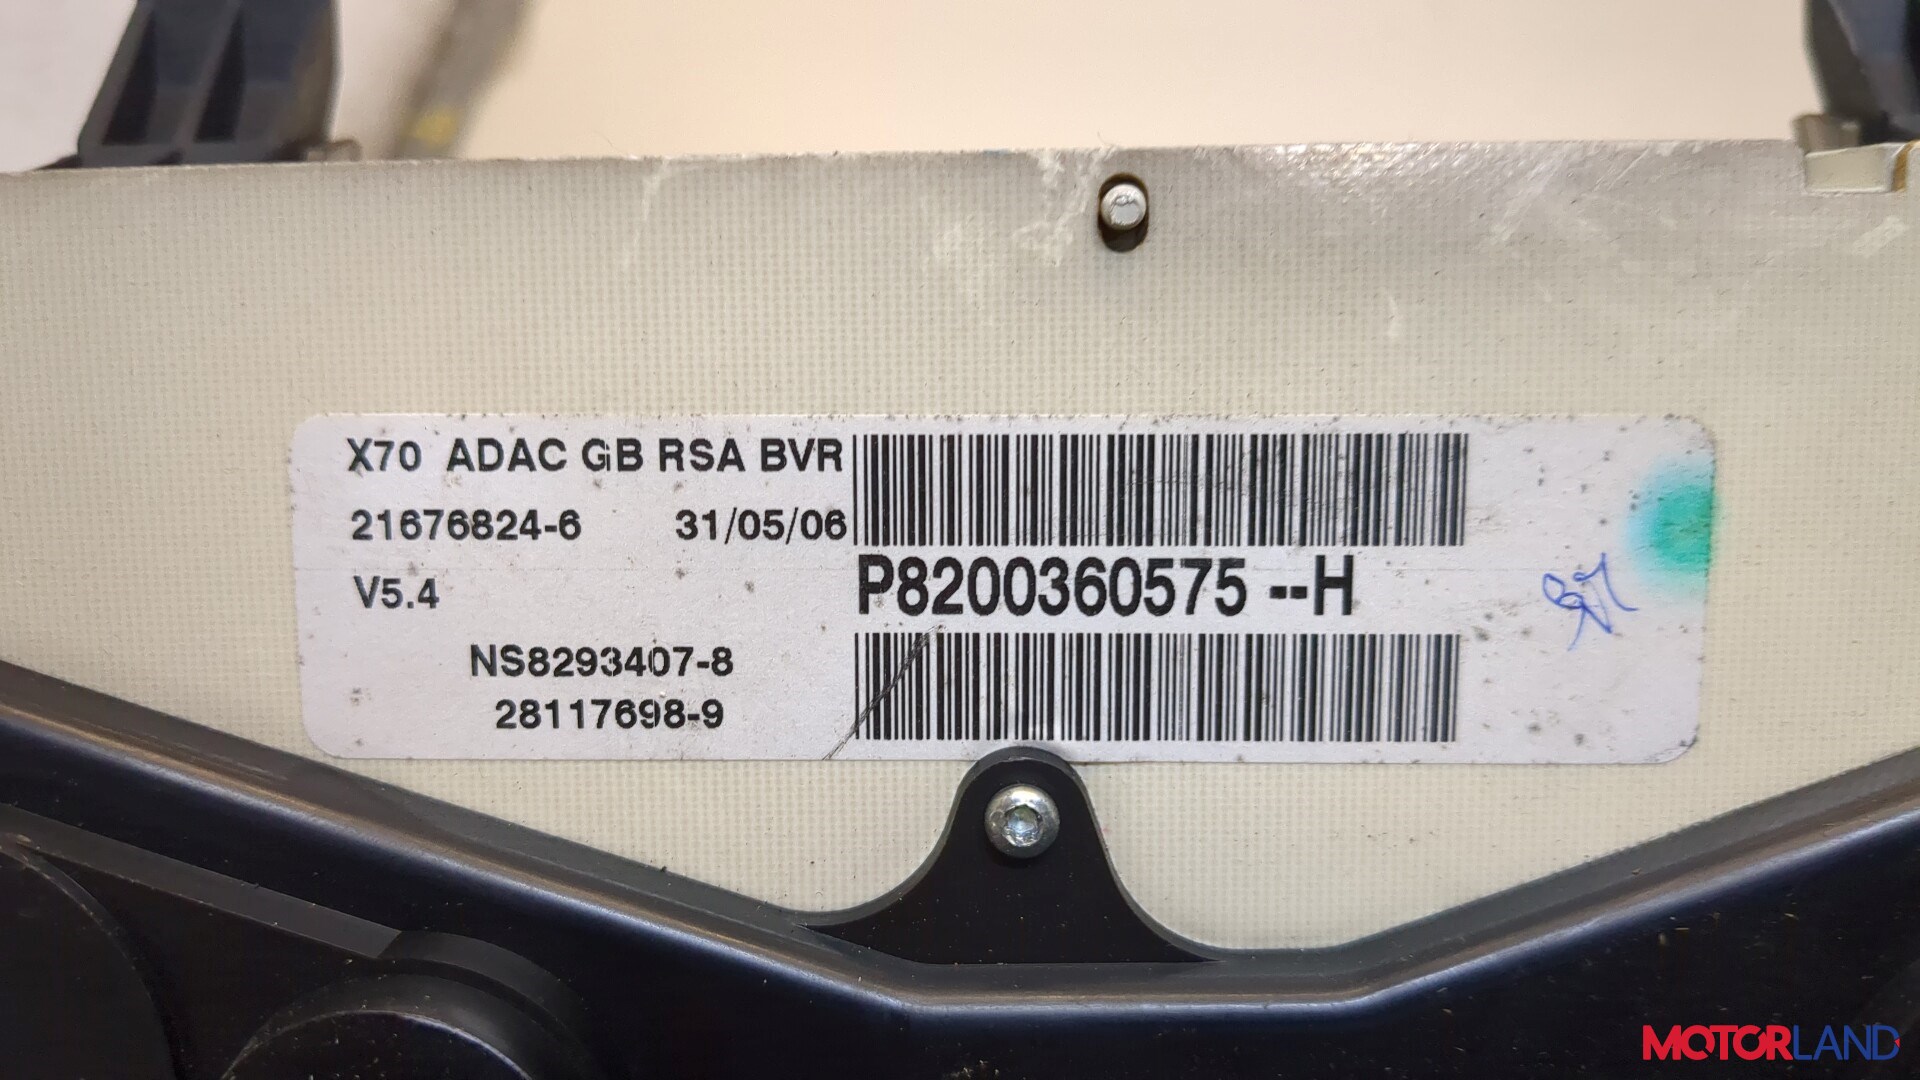 X70 ADAC GB RSA BVR
21676824-6 31/05/06
V5.4
P8200360575 --H
NS8293407-8
28117698-9
MOTORLAND